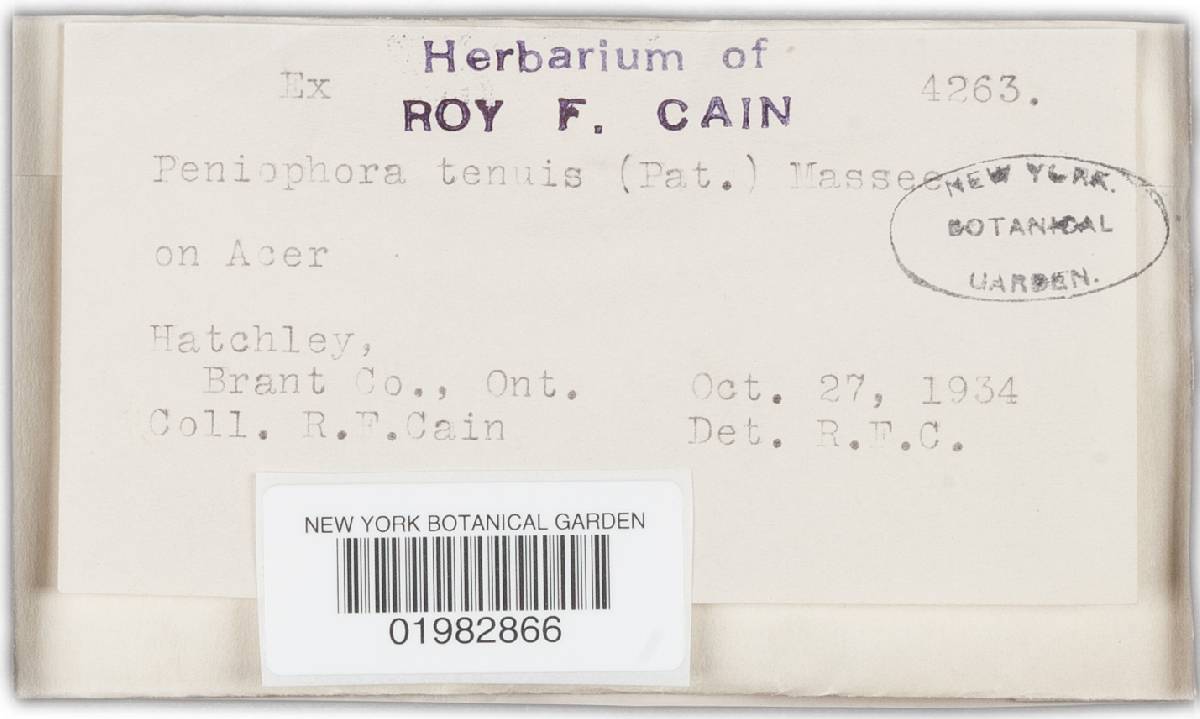 Herbarium of
Ex 4263.
ROY F. CAIN
Peniophora tenuis (Pat.) Massee
NEW YORK.
BOTANICAL
GARDEN.
on Acer
Hatchley,
Brant Co., Ont. Oct. 27, 1934
Coll. R.F.Cain Det. R.F.C.
NEW YORK BOTANICAL GARDEN
01982866